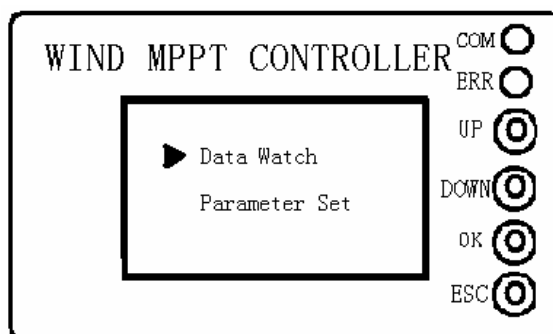 WIND MPPT CONTROLLER
COM
ERR
UP
DOWN
OK
ESC
Data Watch
Parameter Set